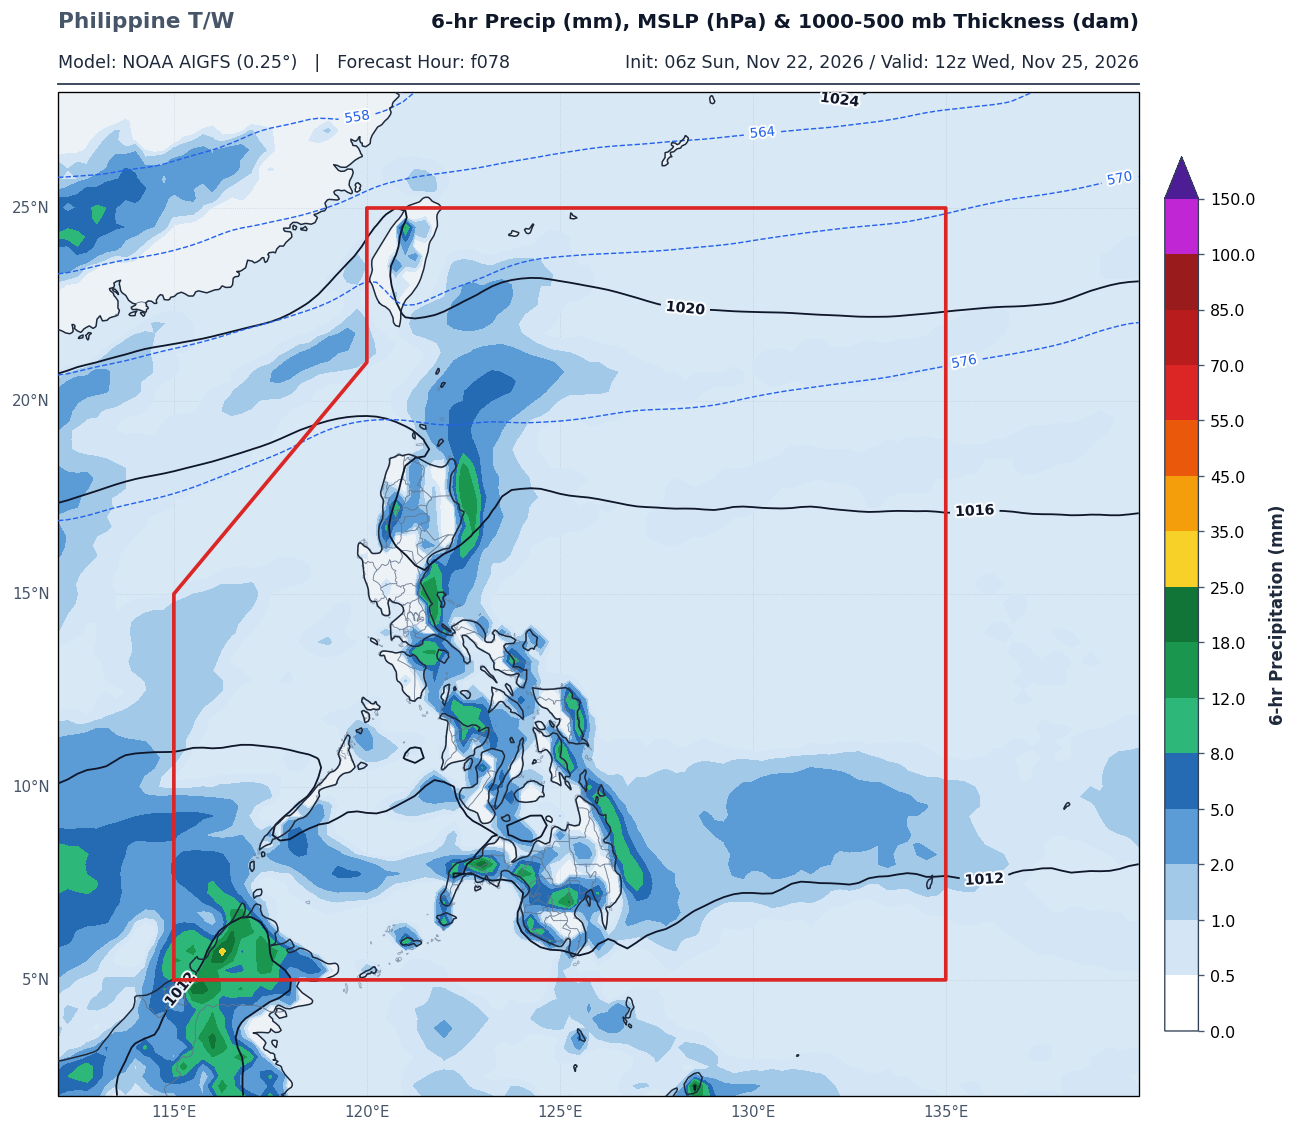 Philippine T/W
6-hr Precip (mm), MSLP (hPa) & 1000-500 mb Thickness (dam)
Model: NOAA AIGFS (0.25°) | Forecast Hour: f078
Init: 06z Sun, Nov 22, 2026 / Valid: 12z Wed, Nov 25, 2026
1024
558
564
570
25°N
1020
576
20°N
1016
15°N
10°N
1012
5°N
1012
115°E
120°E
125°E
130°E
135°E
150.0
100.0
85.0
70.0
55.0
45.0
35.0
25.0
18.0
12.0
8.0
5.0
2.0
1.0
0.5
0.0
6-hr Precipitation (mm)